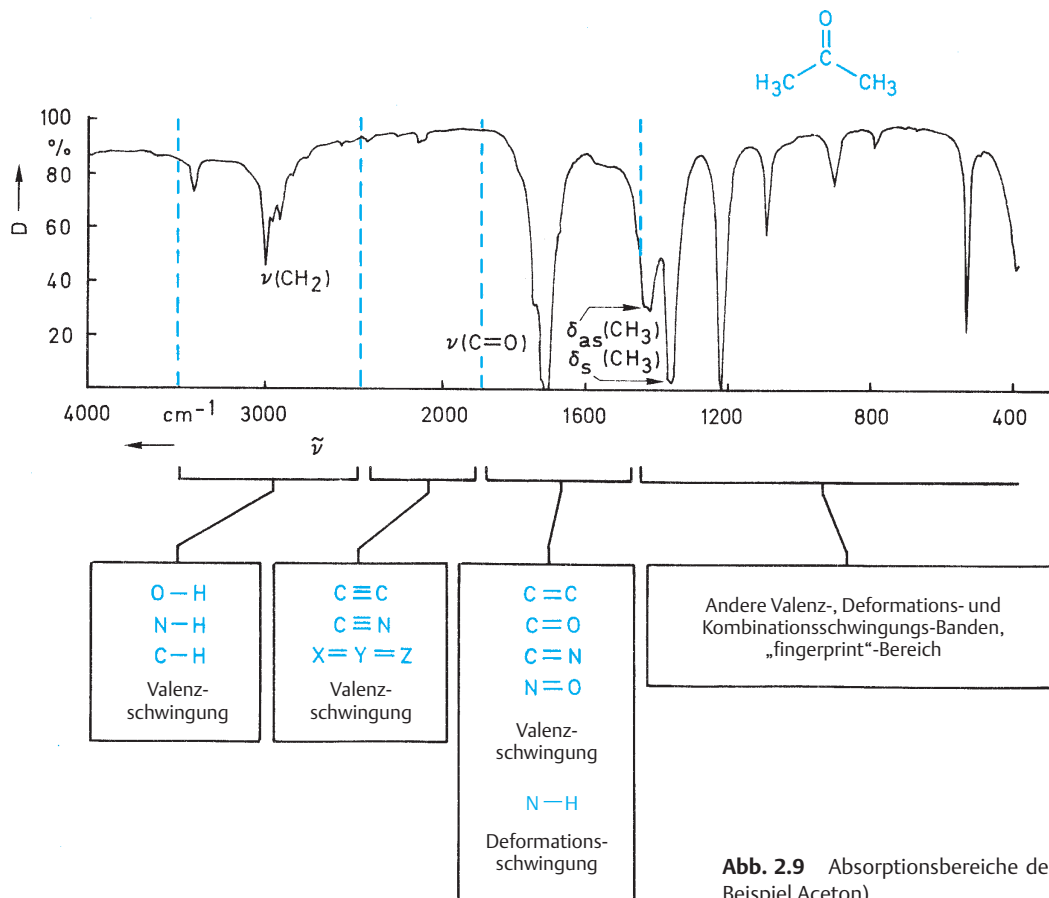 O
C
H₃C CH₃
100
%
80
60
40
20
D
ν(CH₂)
ν(C=O)
δas(CH₃)
δs (CH₃)
4000 cm⁻¹ 3000 2000 1600 1200 800 400
ν̃
O—H
N—H
C—H
Valenz-
schwingung
C≡C
C≡N
X=Y=Z
Valenz-
schwingung
C=C
C=O
C=N
N=O
Valenz-
schwingung
N—H
Deformations-
schwingung
Andere Valenz-, Deformations- und
Kombinationsschwingungs-Banden,
„fingerprint“-Bereich
Abb. 2.9 Absorptionsbereiche de
Beispiel Aceton)